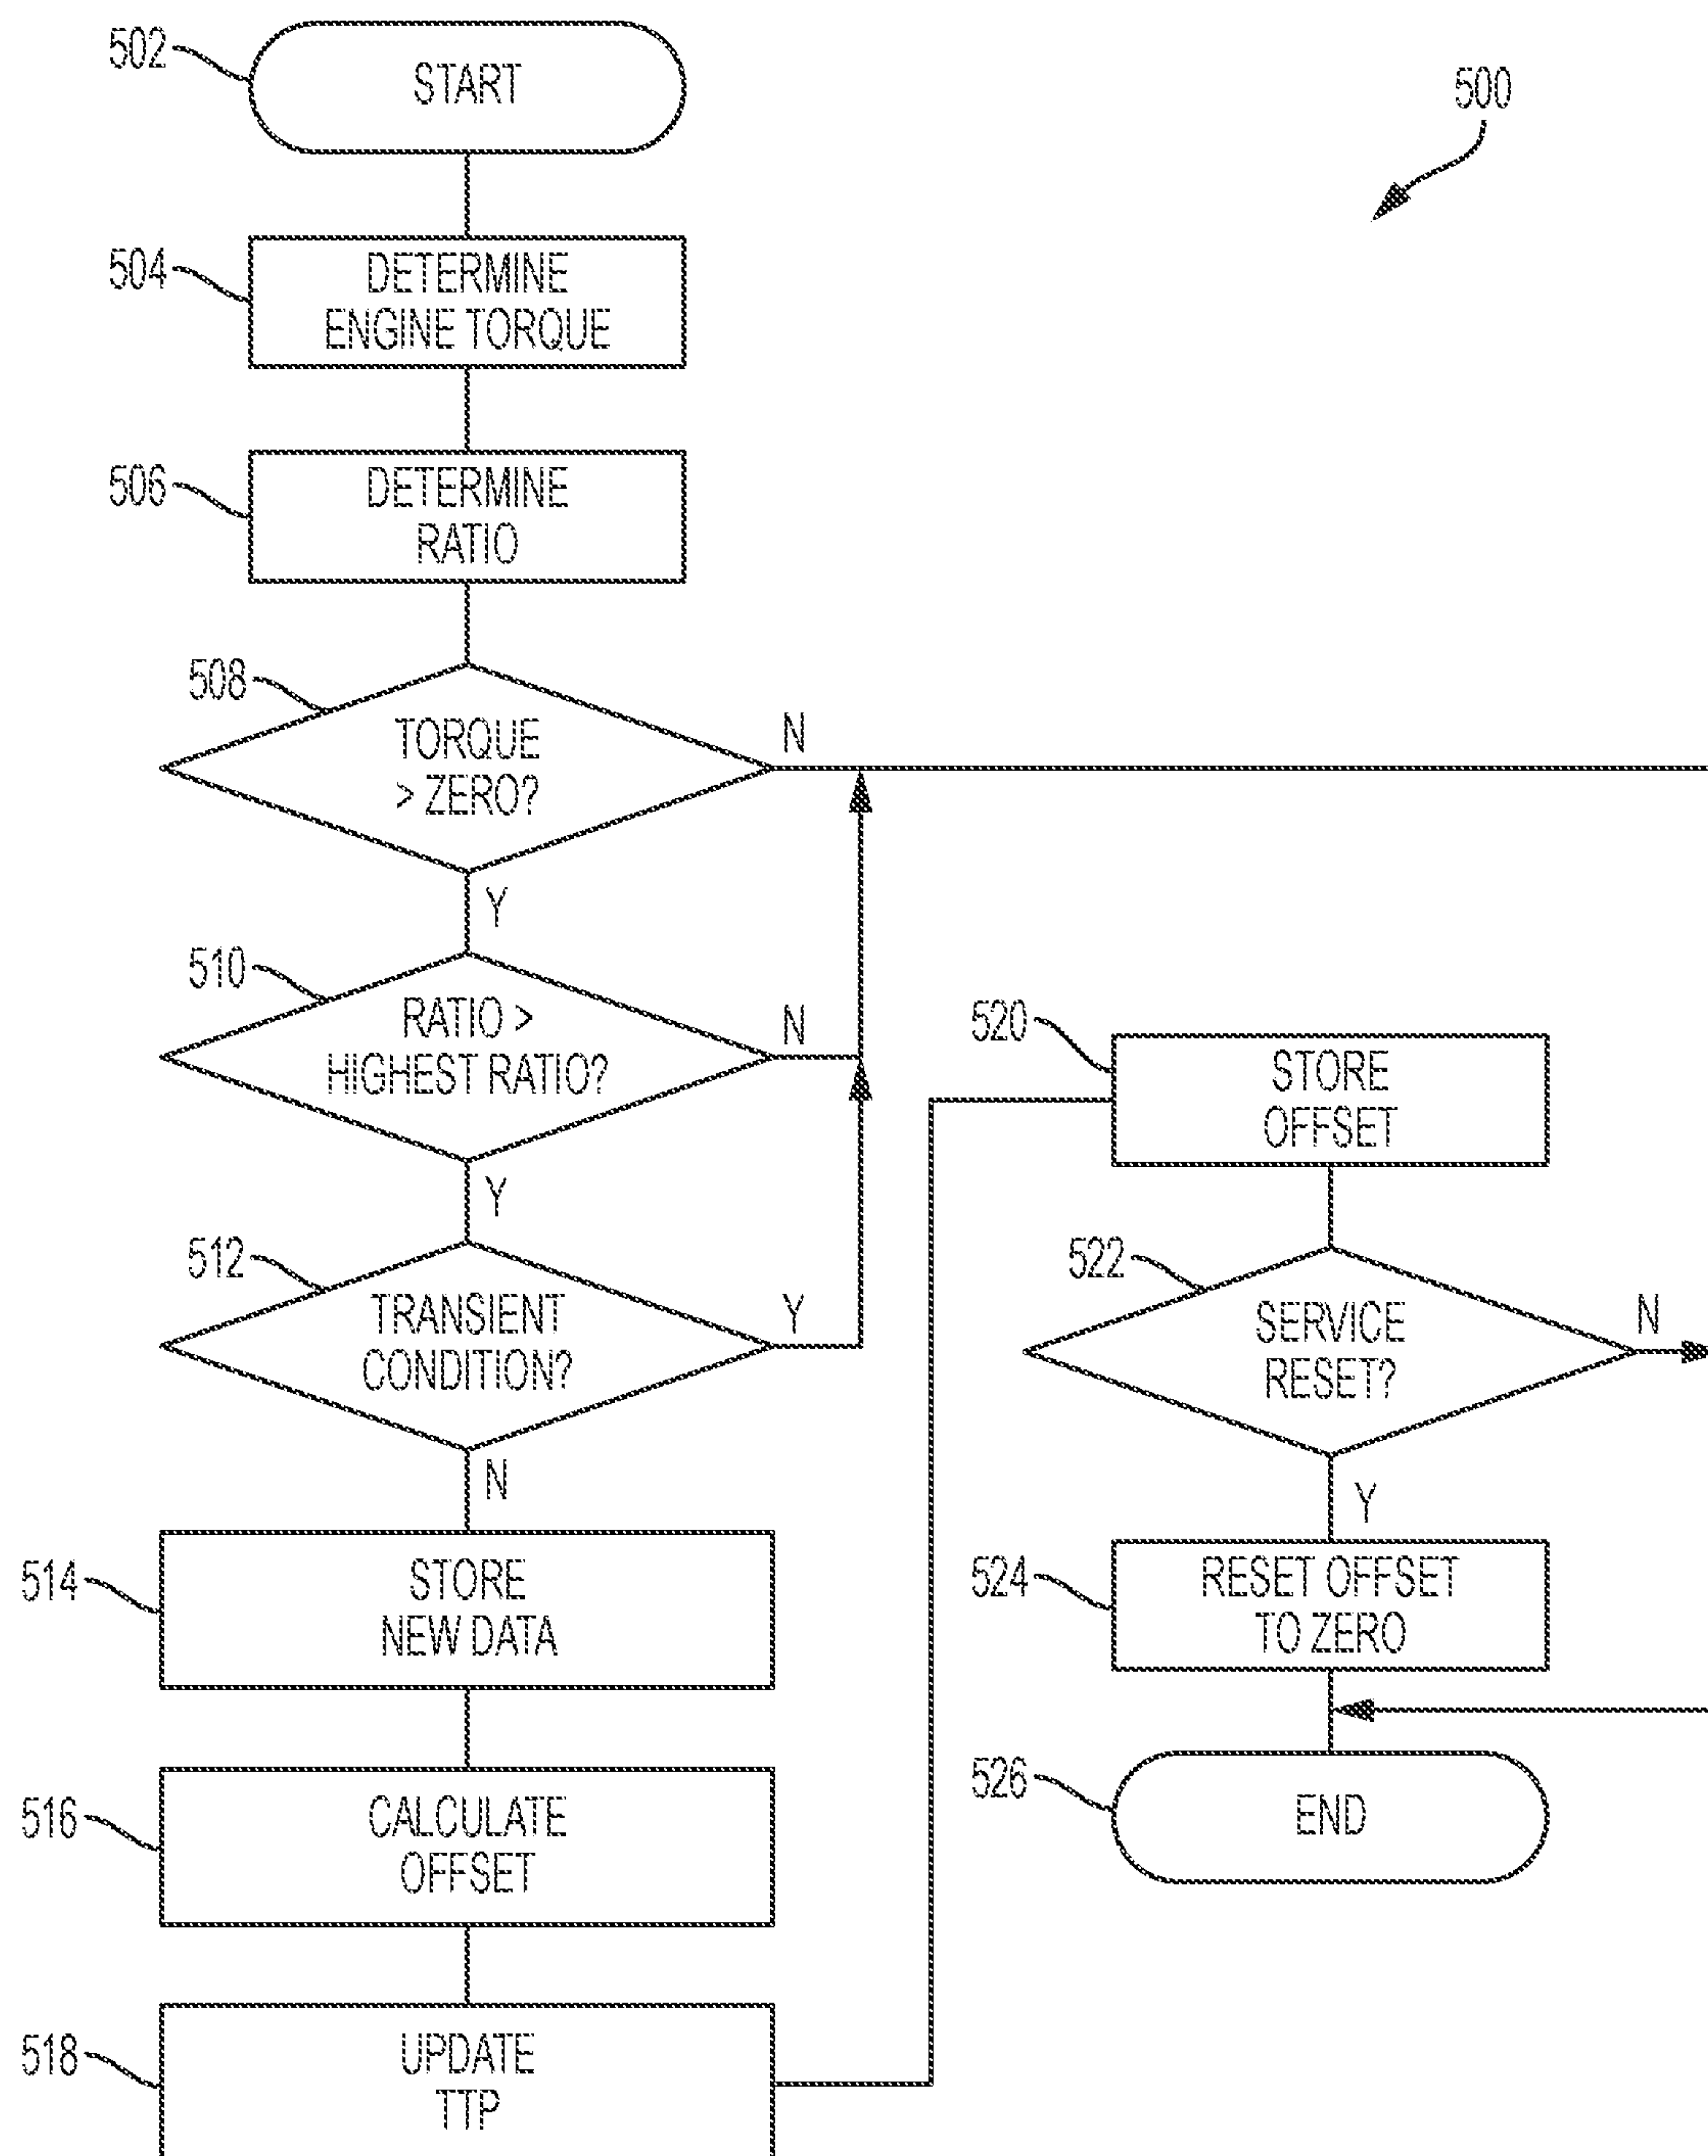 500
502
START
504
DETERMINE
ENGINE TORQUE
506
DETERMINE
RATIO
508
TORQUE
> ZERO?
N
Y
510
RATIO >
HIGHEST RATIO?
N
Y
512
TRANSIENT
CONDITION?
Y
N
514
STORE
NEW DATA
516
CALCULATE
OFFSET
518
UPDATE
TTP
520
STORE
OFFSET
522
SERVICE
RESET?
N
Y
524
RESET OFFSET
TO ZERO
526
END